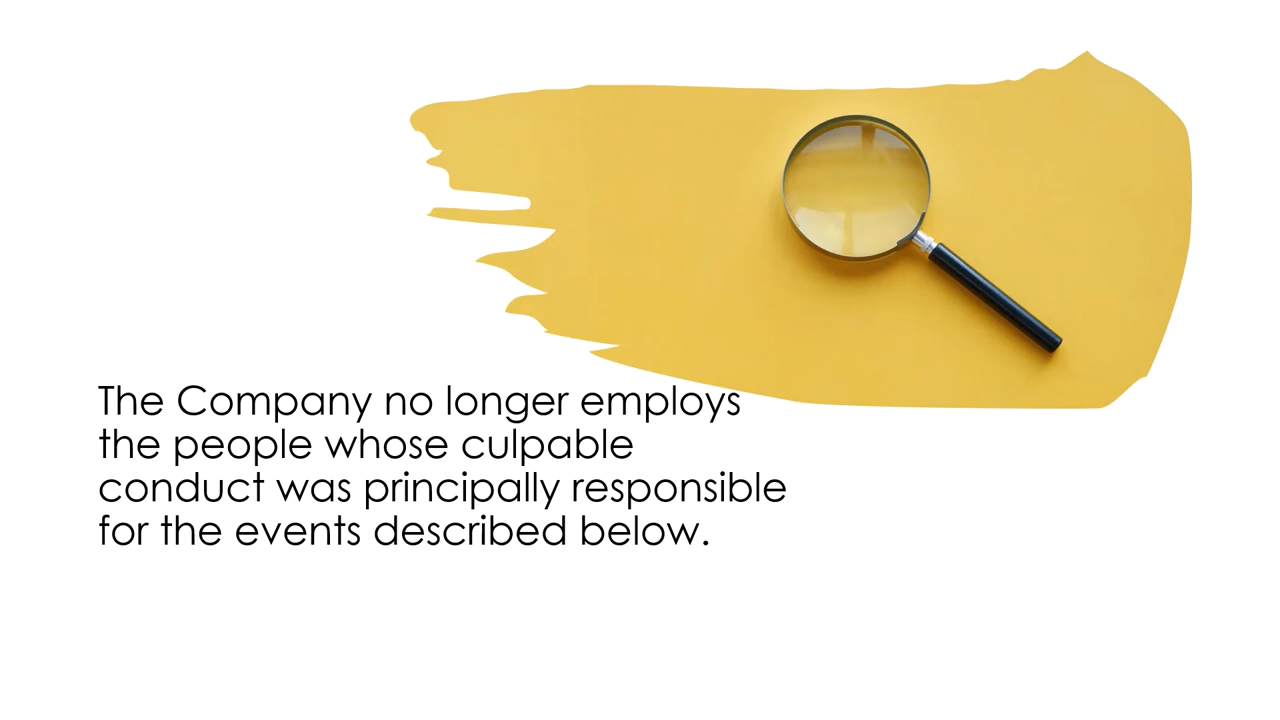 The Company no longer employs
the people whose culpable
conduct was principally responsible
for the events described below.